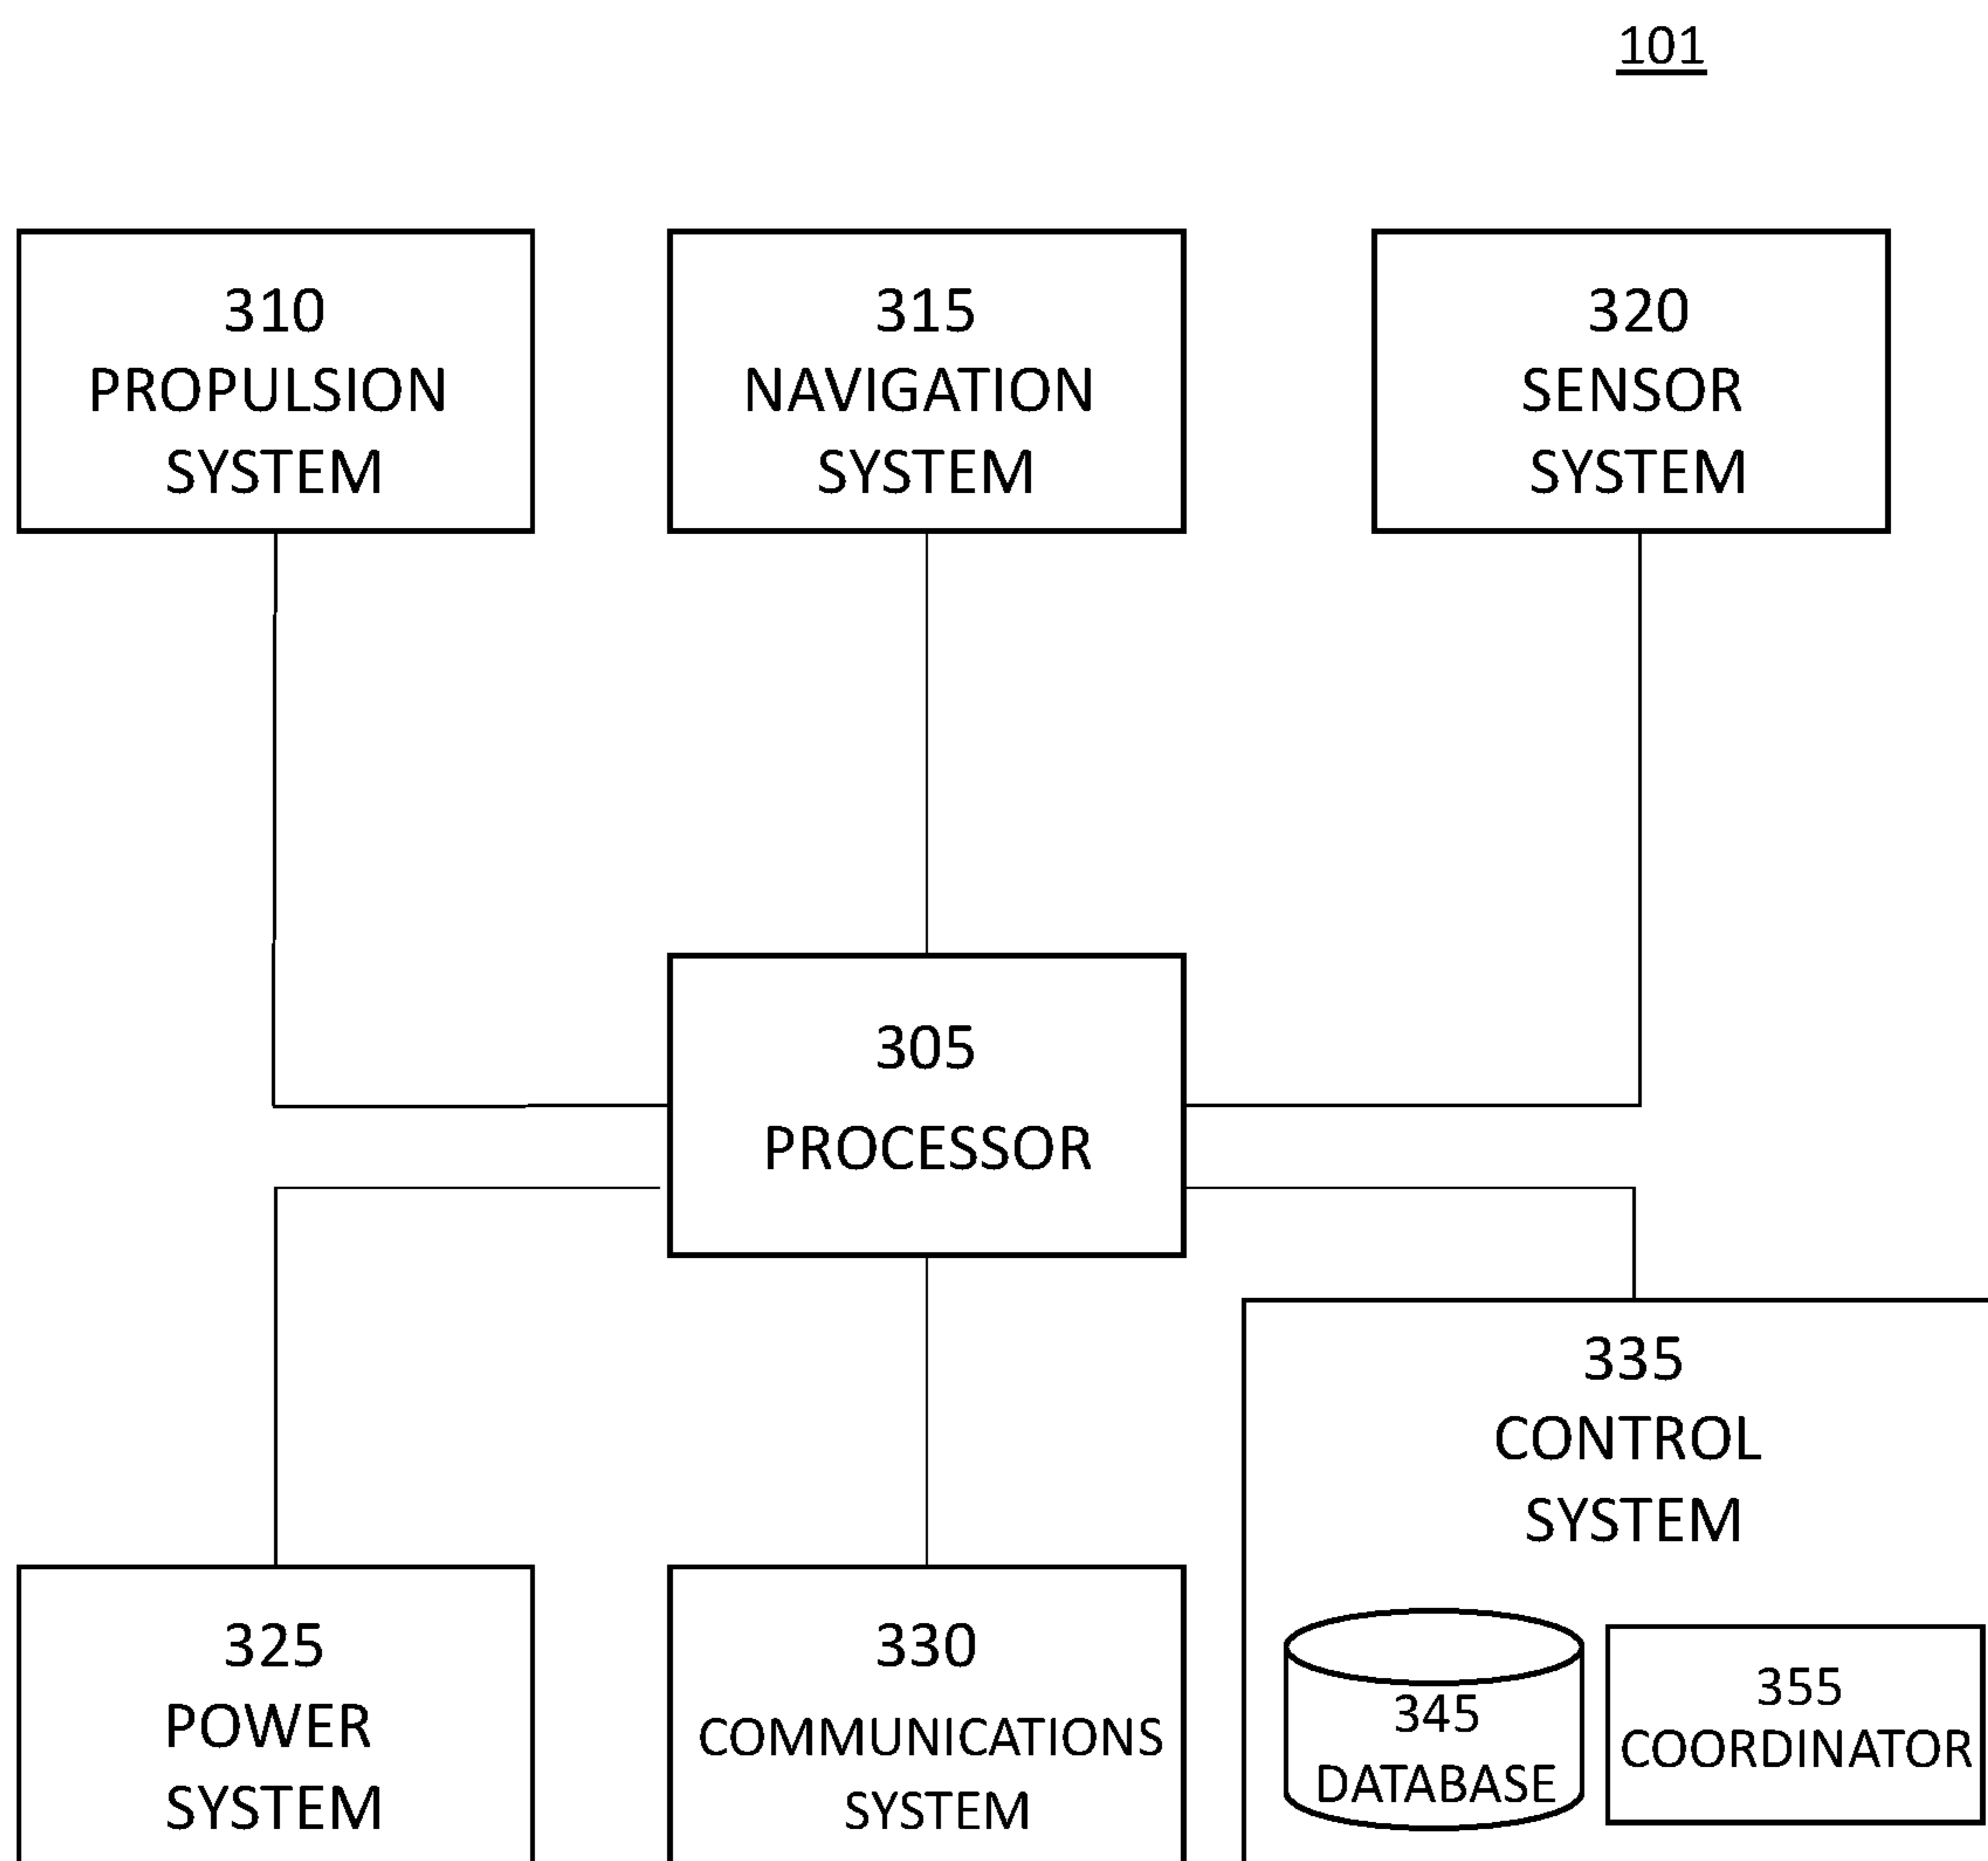 101
310
PROPULSION
SYSTEM
315
NAVIGATION
SYSTEM
320
SENSOR
SYSTEM
305
PROCESSOR
325
POWER
SYSTEM
330
COMMUNICATIONS
SYSTEM
335
CONTROL
SYSTEM
345
DATABASE
355
COORDINATOR